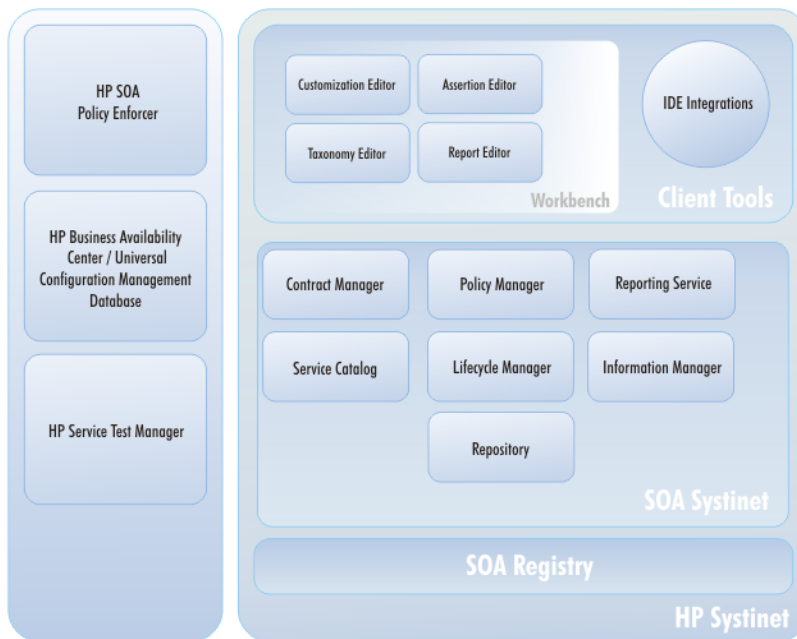 HP SOA
Policy Enforcer
HP Business Availability
Center / Universal
Configuration Management
Database
HP Service Test Manager
Customization Editor
Assertion Editor
Taxonomy Editor
Report Editor
Workbench
IDE Integrations
Client Tools
Contract Manager
Policy Manager
Reporting Service
Service Catalog
Lifecycle Manager
Information Manager
Repository
SOA Systinet
SOA Registry
HP Systinet